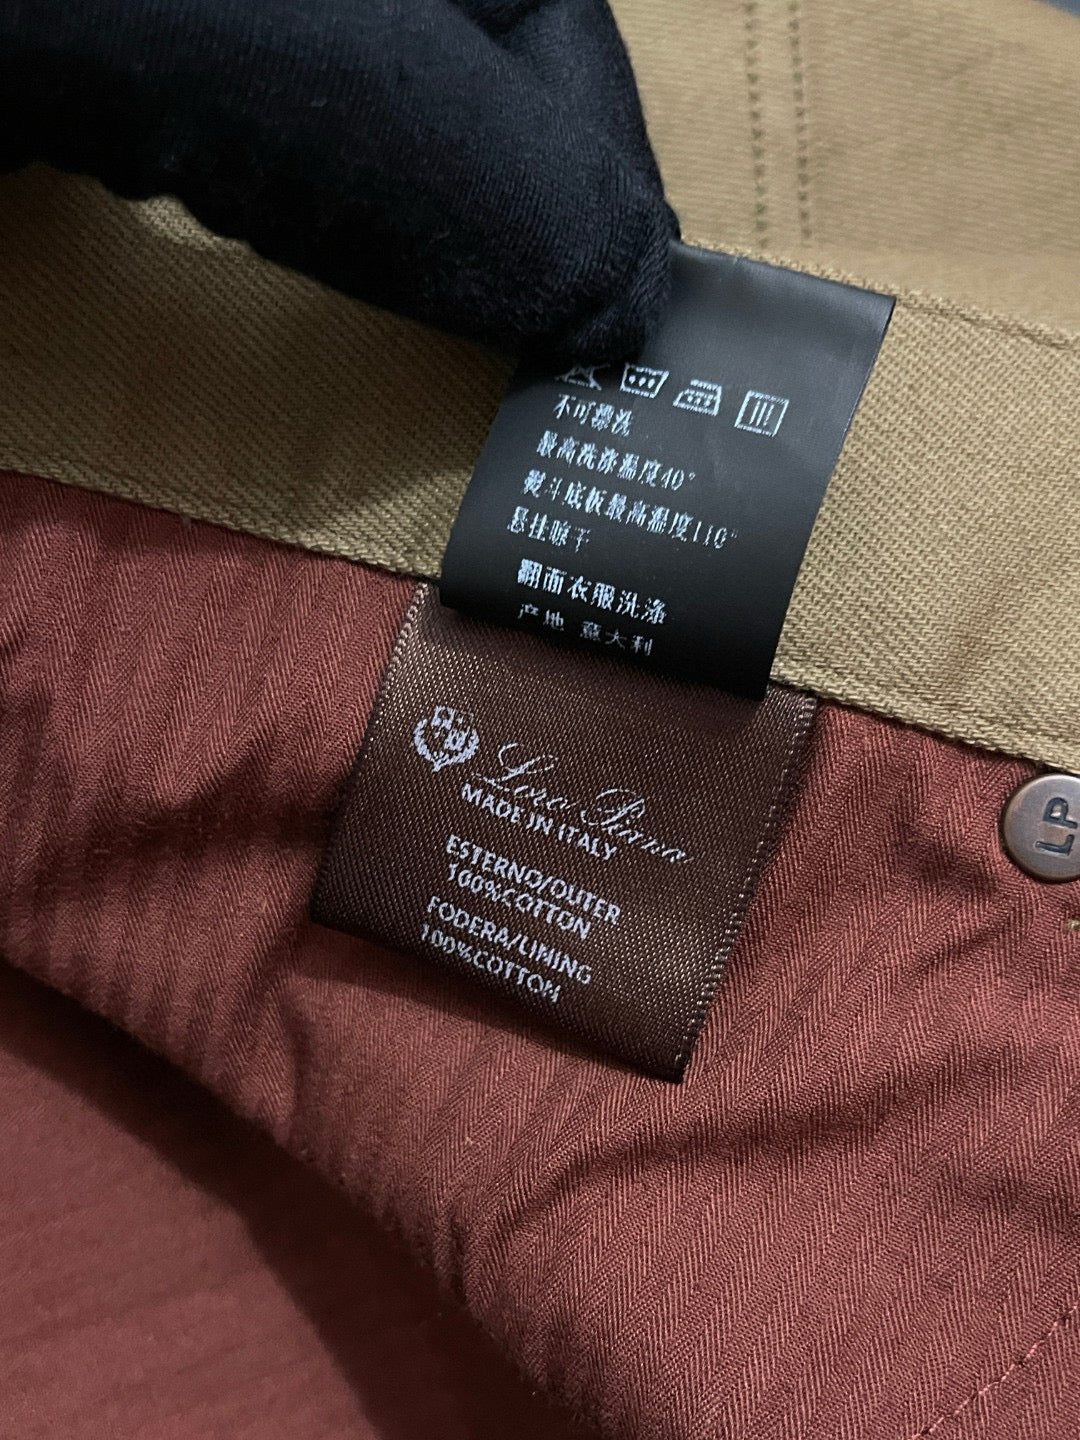 不可漂洗
最高洗涤温度40°
熨斗底板最高温度110°
悬挂晾干
翻面衣服洗涤
产地 意大利
Loro Piana
MADE IN ITALY
ESTERNO/OUTER
100%COTTON
FODERA/LINING
100%COTTON
LP